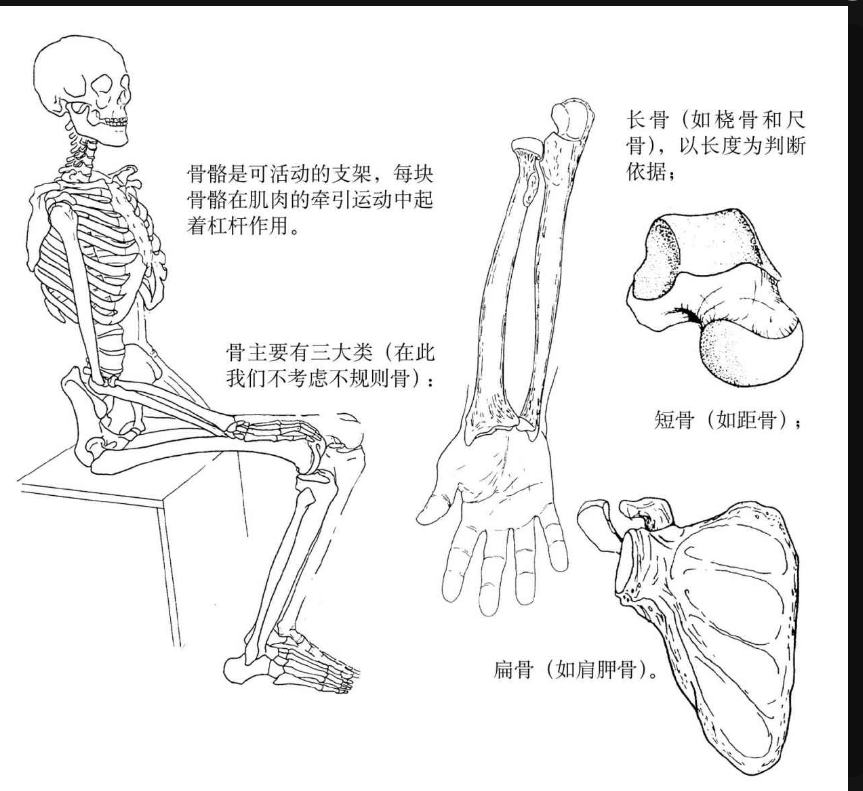 骨骼是可活动的支架，每块
骨骼在肌肉的牵引运动中起
着杠杆作用。
骨主要有三大类（在此
我们不考虑不规则骨）：
长骨（如桡骨和尺
骨），以长度为判断
依据；
短骨（如距骨）；
扁骨（如肩胛骨）。